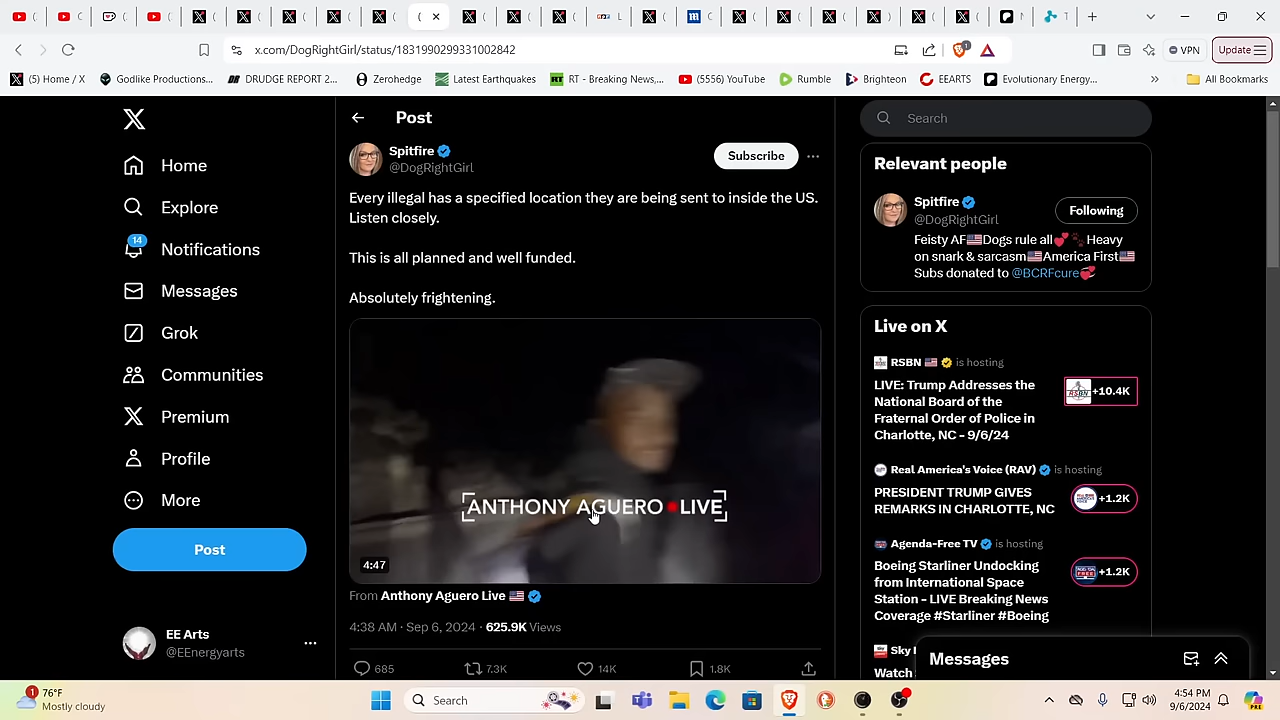 x.com/DogRightGirl/status/1831990299331002842
VPN
Update
(5) Home / X
Godlike Productions...
DRUDGE REPORT 2...
Zerohedge
Latest Earthquakes
RT - Breaking News,...
(5556) YouTube
Rumble
Brighteon
EEARTS
Evolutionary Energy...
»
All Bookmarks
Home
Explore
14
Notifications
Messages
Grok
Communities
Premium
Profile
More
Post
EE Arts
@EEnergyarts
Post
Spitfire
@DogRightGirl
Subscribe
Every illegal has a specified location they are being sent to inside the US.
Listen closely.
This is all planned and well funded.
Absolutely frightening.
ANTHONY AGUERO LIVE
4:47
From Anthony Aguero Live 🇺🇸
4:38 AM · Sep 6, 2024 · 625.9K Views
685
7.3K
14K
1.8K
Search
Relevant people
Spitfire
@DogRightGirl
Following
Feisty AF🇺🇸Dogs rule all💕🐾Heavy
on snark & sarcasm🇺🇸America First🇺🇸
Subs donated to @BCRFcure💞
Live on X
RSBN 🇺🇸 is hosting
LIVE: Trump Addresses the
National Board of the
Fraternal Order of Police in
Charlotte, NC - 9/6/24
+10.4K
Real America's Voice (RAV) is hosting
PRESIDENT TRUMP GIVES
REMARKS IN CHARLOTTE, NC
+1.2K
Agenda-Free TV is hosting
Boeing Starliner Undocking
from International Space
Station - LIVE Breaking News
Coverage #Starliner #Boeing
+1.2K
Watch
Messages
1
76°F
Mostly cloudy
Search
4:54 PM
9/6/2024